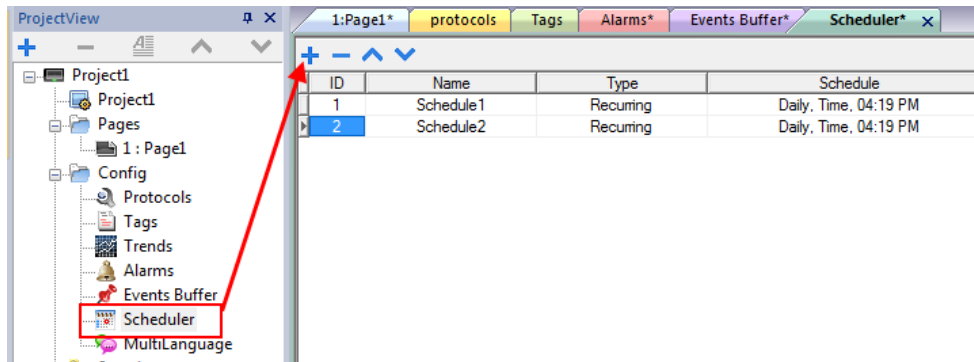 ProjectView
Project1
Project1
Pages
1 : Page1
Config
Protocols
Tags
Trends
Alarms
Events Buffer
Scheduler
MultiLanguage
1:Page1* protocols Tags Alarms* Events Buffer* Scheduler*
ID Name Type Schedule
1 Schedule1 Recurring Daily, Time, 04:19 PM
2 Schedule2 Recurring Daily, Time, 04:19 PM